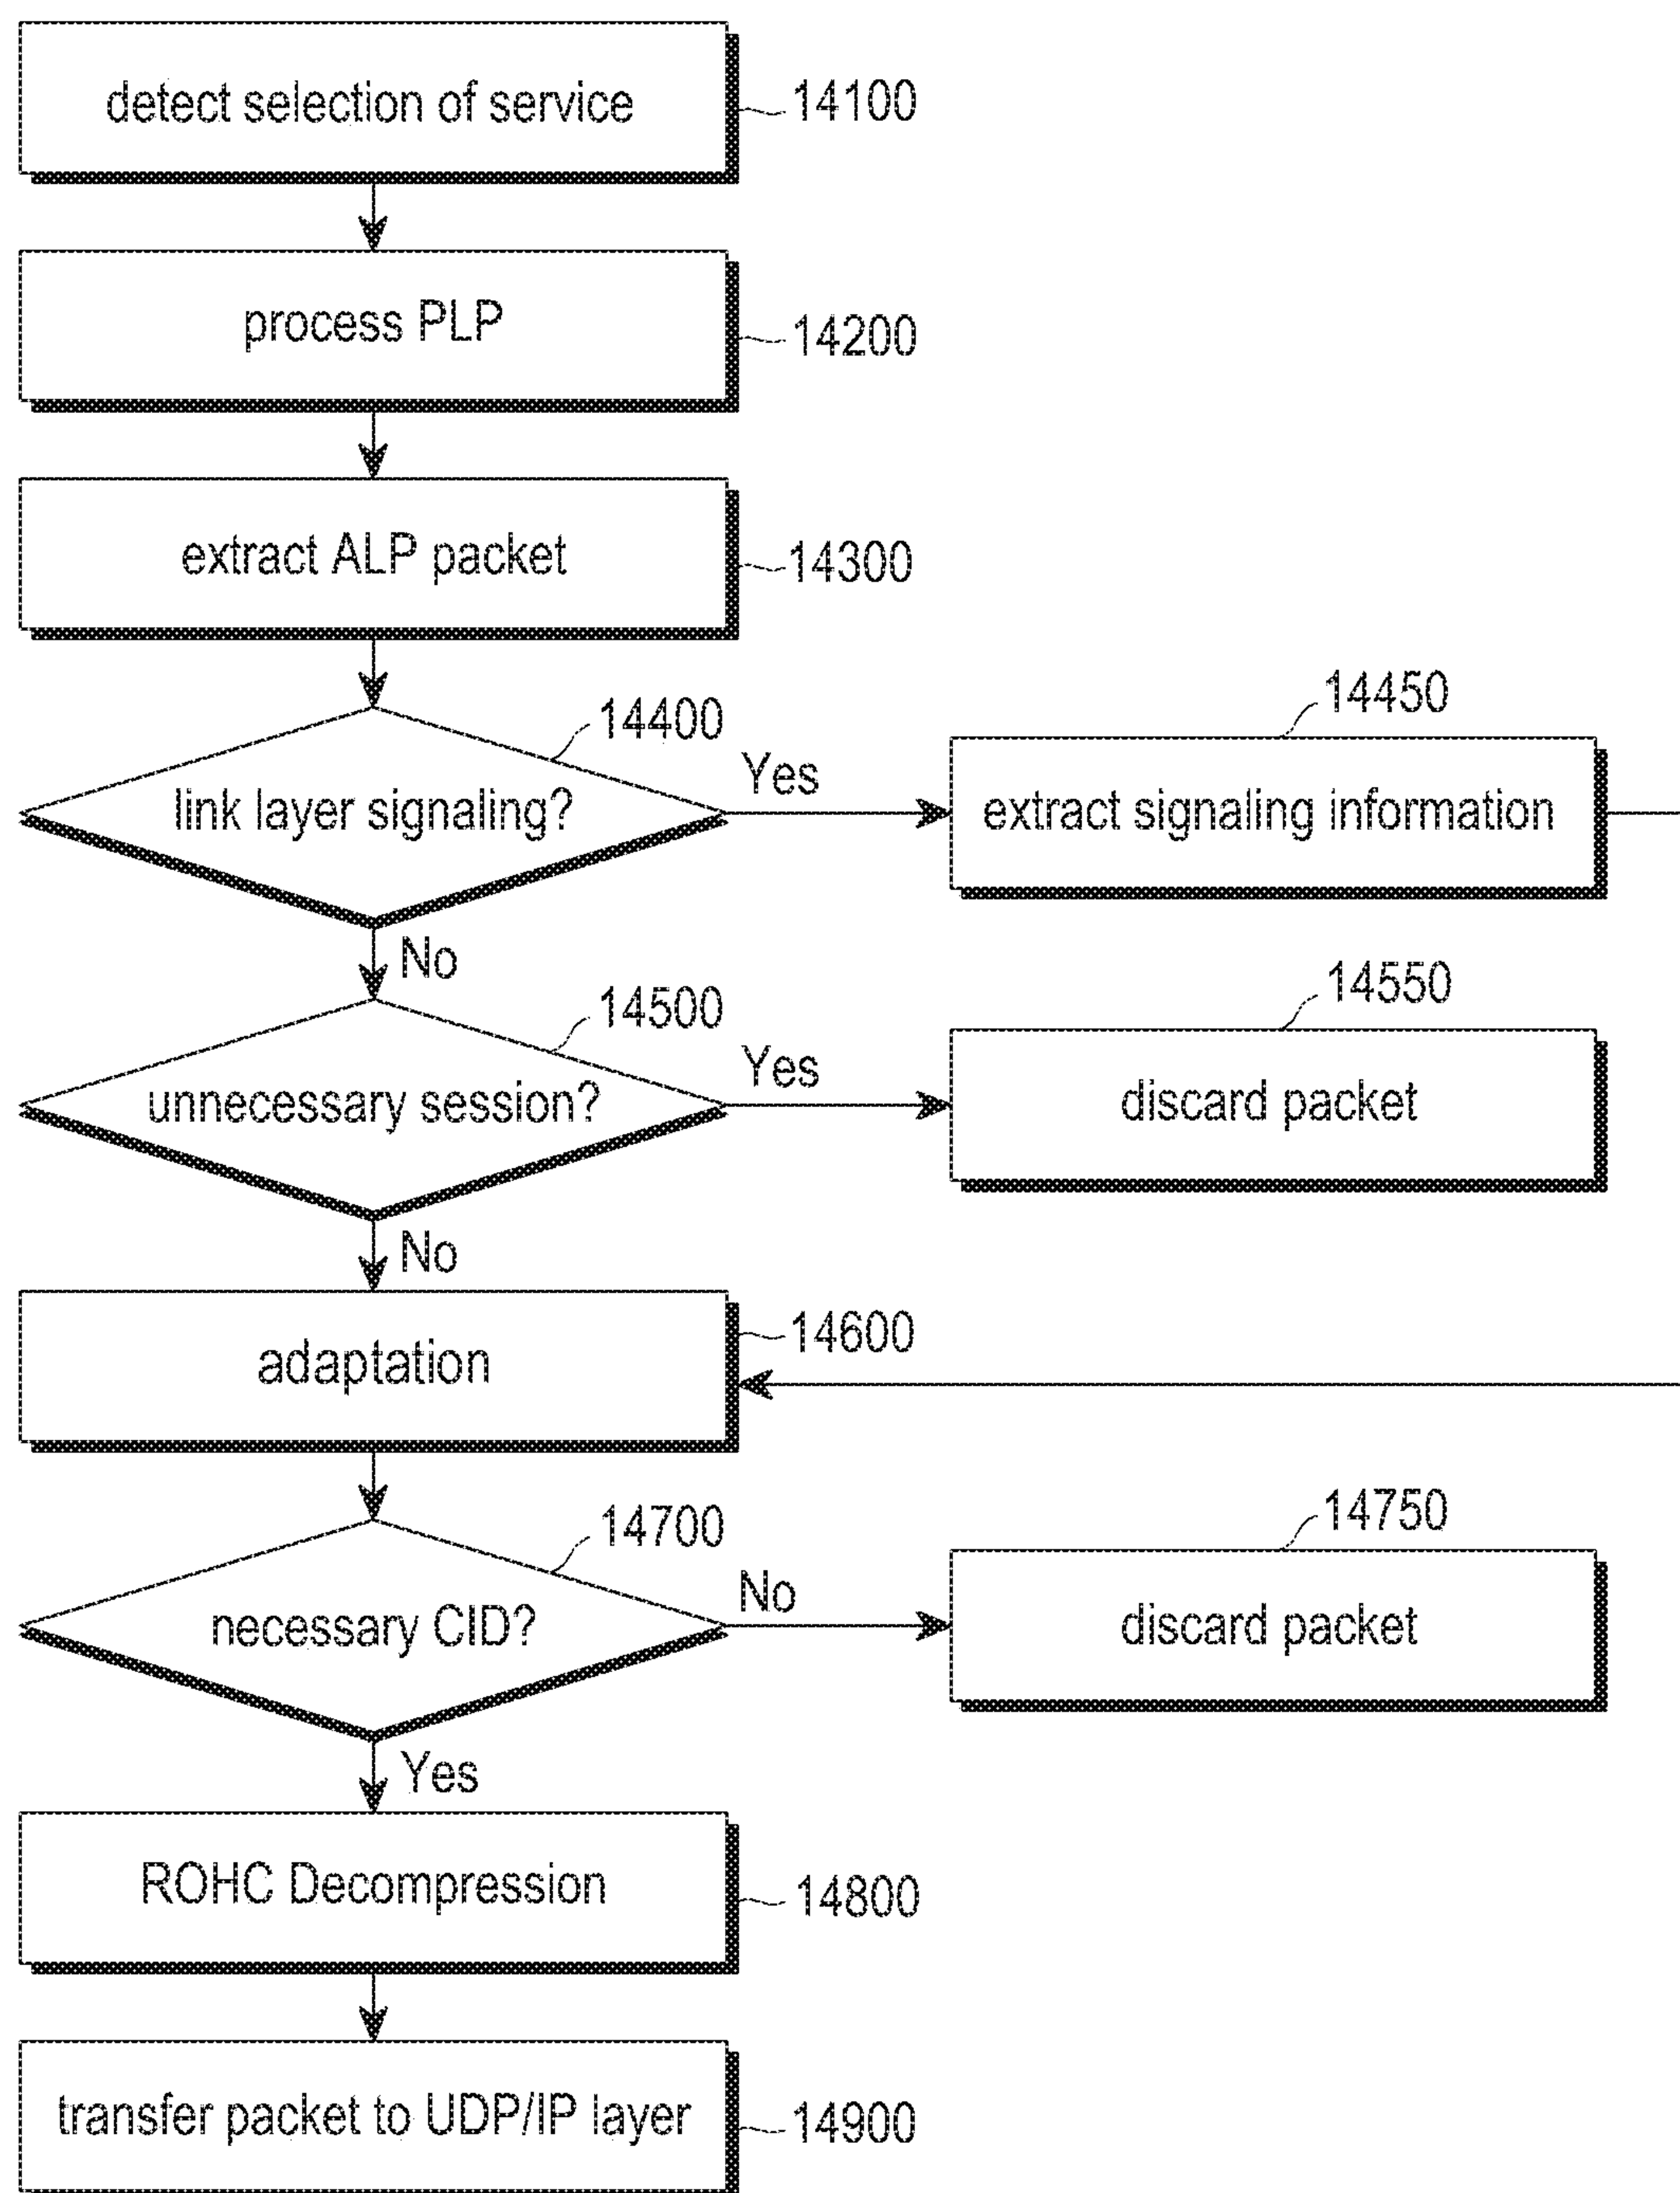 detect selection of service
14100
process PLP
14200
extract ALP packet
14300
14400
link layer signaling?
Yes
14450
extract signaling information
No
14500
unnecessary session?
Yes
14550
discard packet
No
adaptation
14600
14700
necessary CID?
No
14750
discard packet
Yes
ROHC Decompression
14800
transfer packet to UDP/IP layer
14900